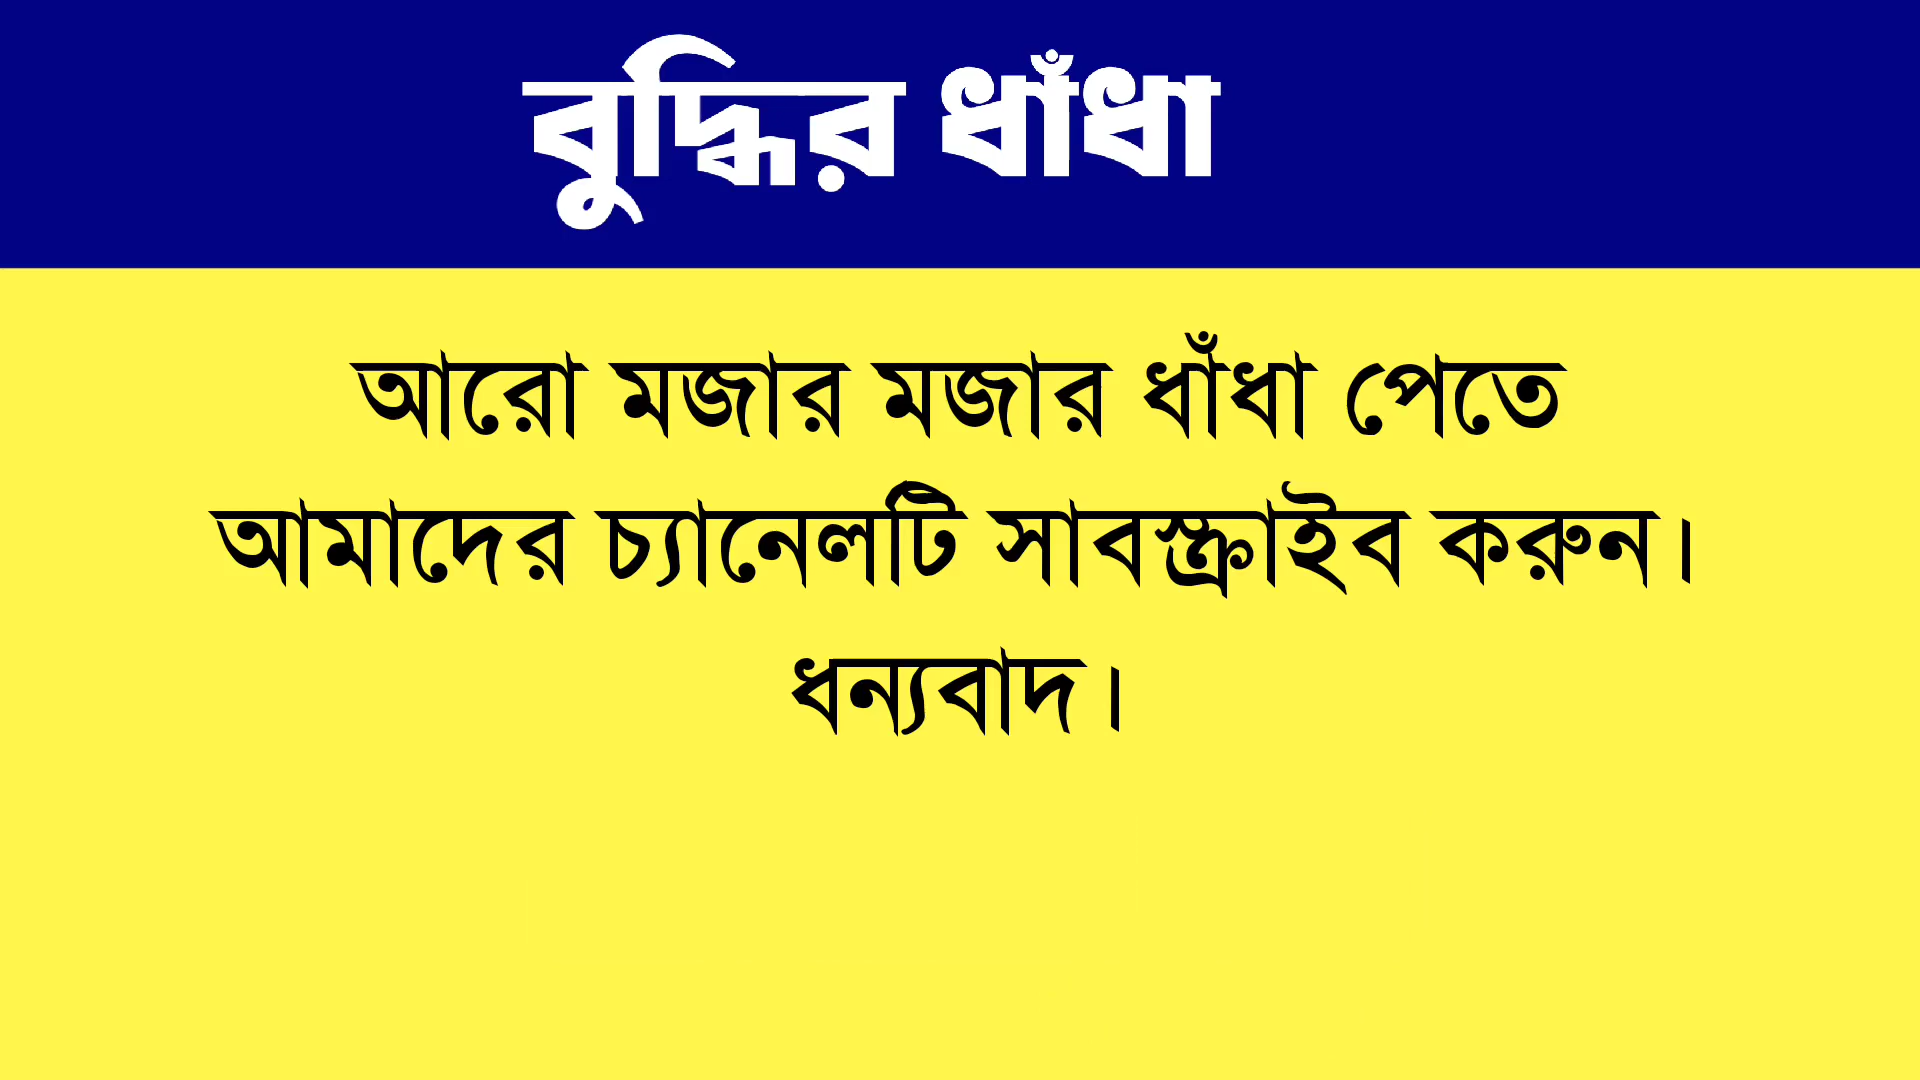 বুদ্ধির ধাঁধা
আরো মজার মজার ধাঁধা পেতে
আমাদের চ্যানেলটি সাবস্ক্রাইব করুন।
ধন্যবাদ।